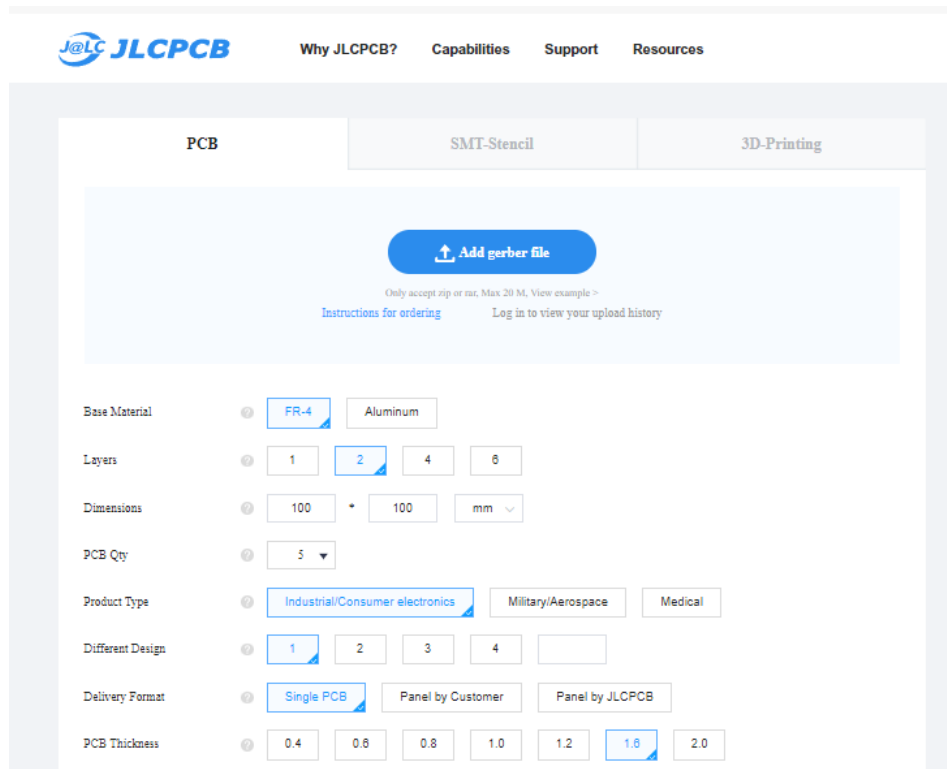 J@LC JLCPCB Why JLCPCB? Capabilities Support Resources
PCB SMT-Stencil 3D-Printing
Add gerber file
Only accept zip or rar, Max 20 M, View example >
Instructions for ordering Log in to view your upload history
Base Material ? FR-4 Aluminum
Layers ? 1 2 4 6
Dimensions ? 100 * 100 mm
PCB Qty ? 5
Product Type ? Industrial/Consumer electronics Military/Aerospace Medical
Different Design ? 1 2 3 4
Delivery Format ? Single PCB Panel by Customer Panel by JLCPCB
PCB Thickness ? 0.4 0.6 0.8 1.0 1.2 1.6 2.0